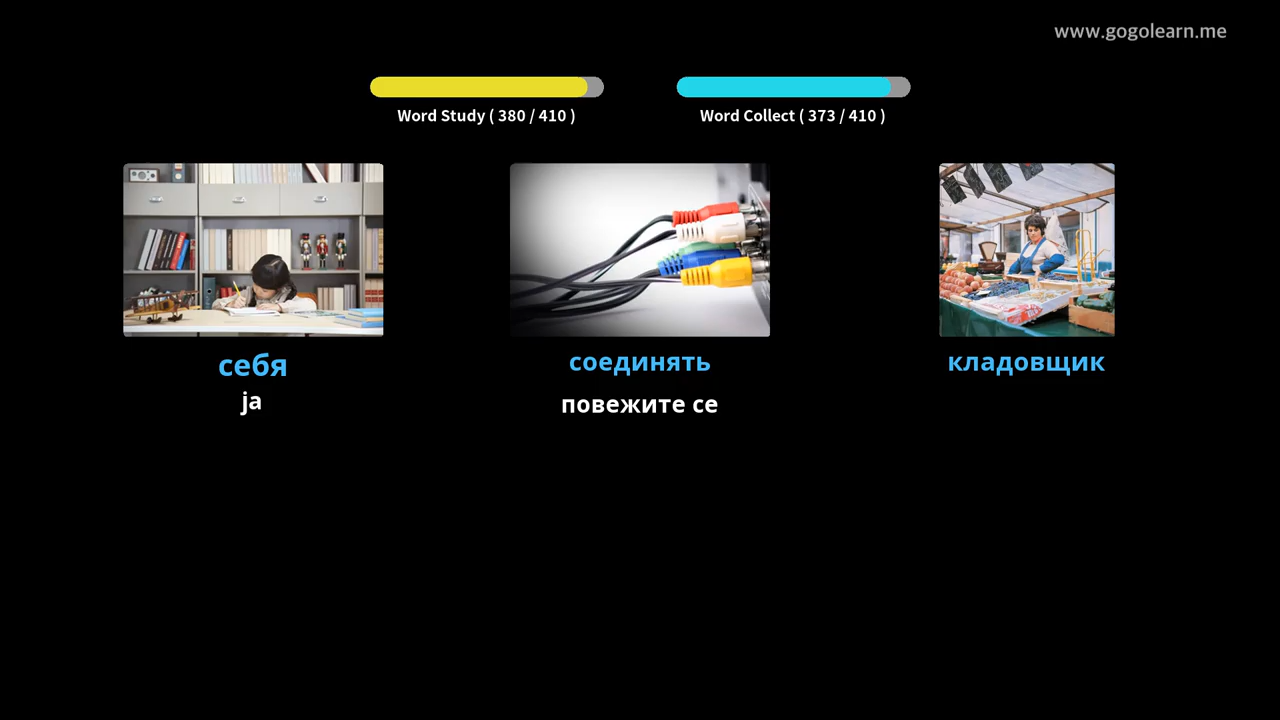 www.gogolearn.me
Word Study ( 380 / 410 )
Word Collect ( 373 / 410 )
себя
ја
соединять
повежите се
кладовщик